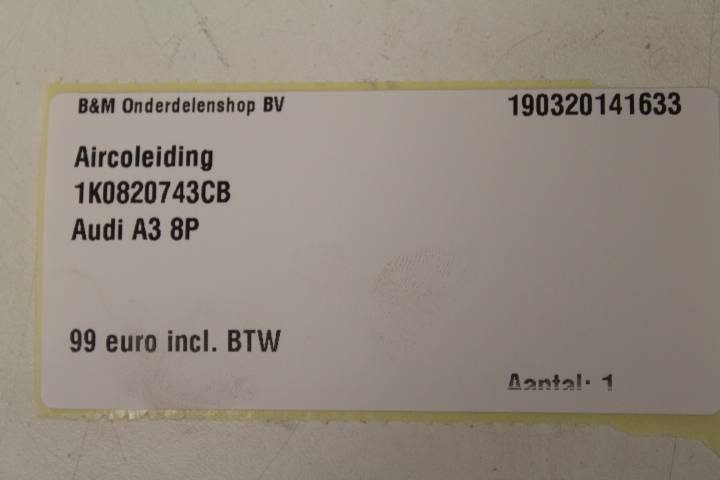 B&M Onderdelenshop BV 190320141633
Aircoleiding
1K0820743CB
Audi A3 8P
99 euro incl. BTW
Aantal: 1